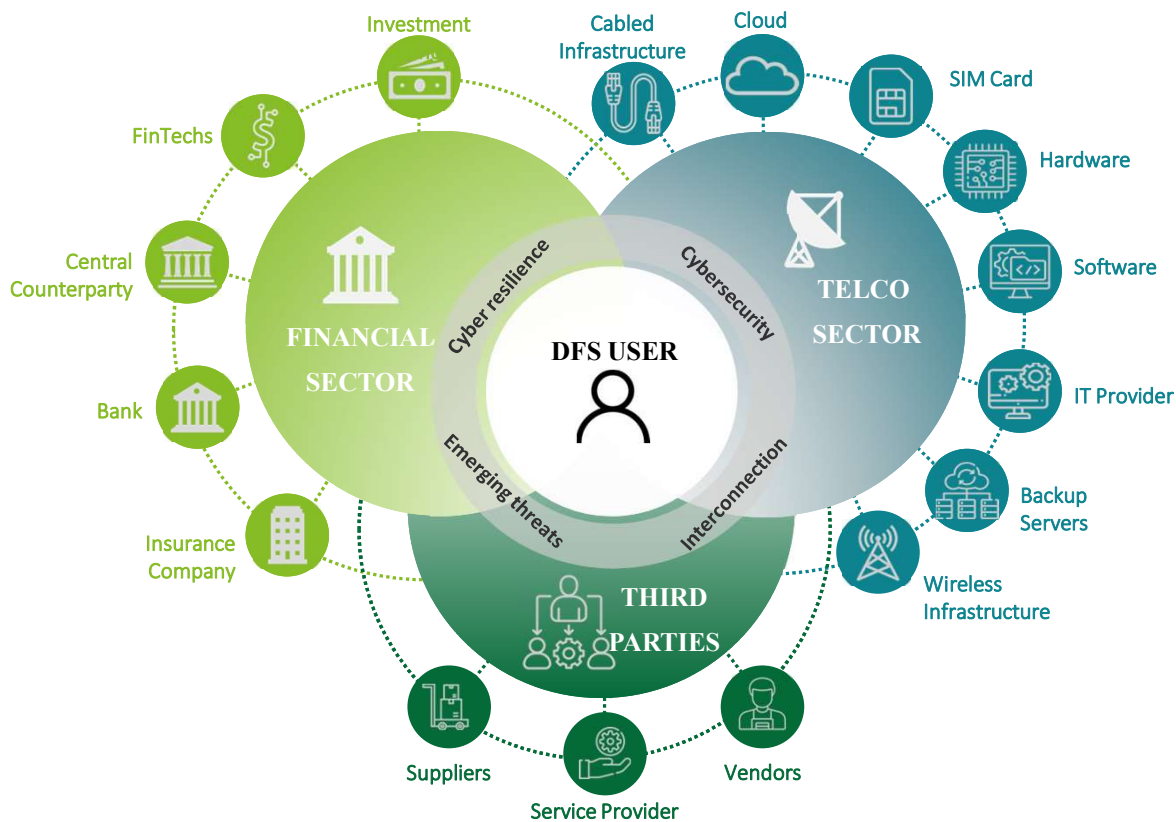 Investment
Cabled
Infrastructure
Cloud
SIM Card
FinTechs
Hardware
Central
Counterparty
Software
Bank
IT Provider
Insurance
Company
Backup
Servers
Wireless
Infrastructure
FINANCIAL
SECTOR
TELCO
SECTOR
Cyber resilience
Cybersecurity
DFS USER
Emerging threats
Interconnection
THIRD
PARTIES
Suppliers
Service Provider
Vendors